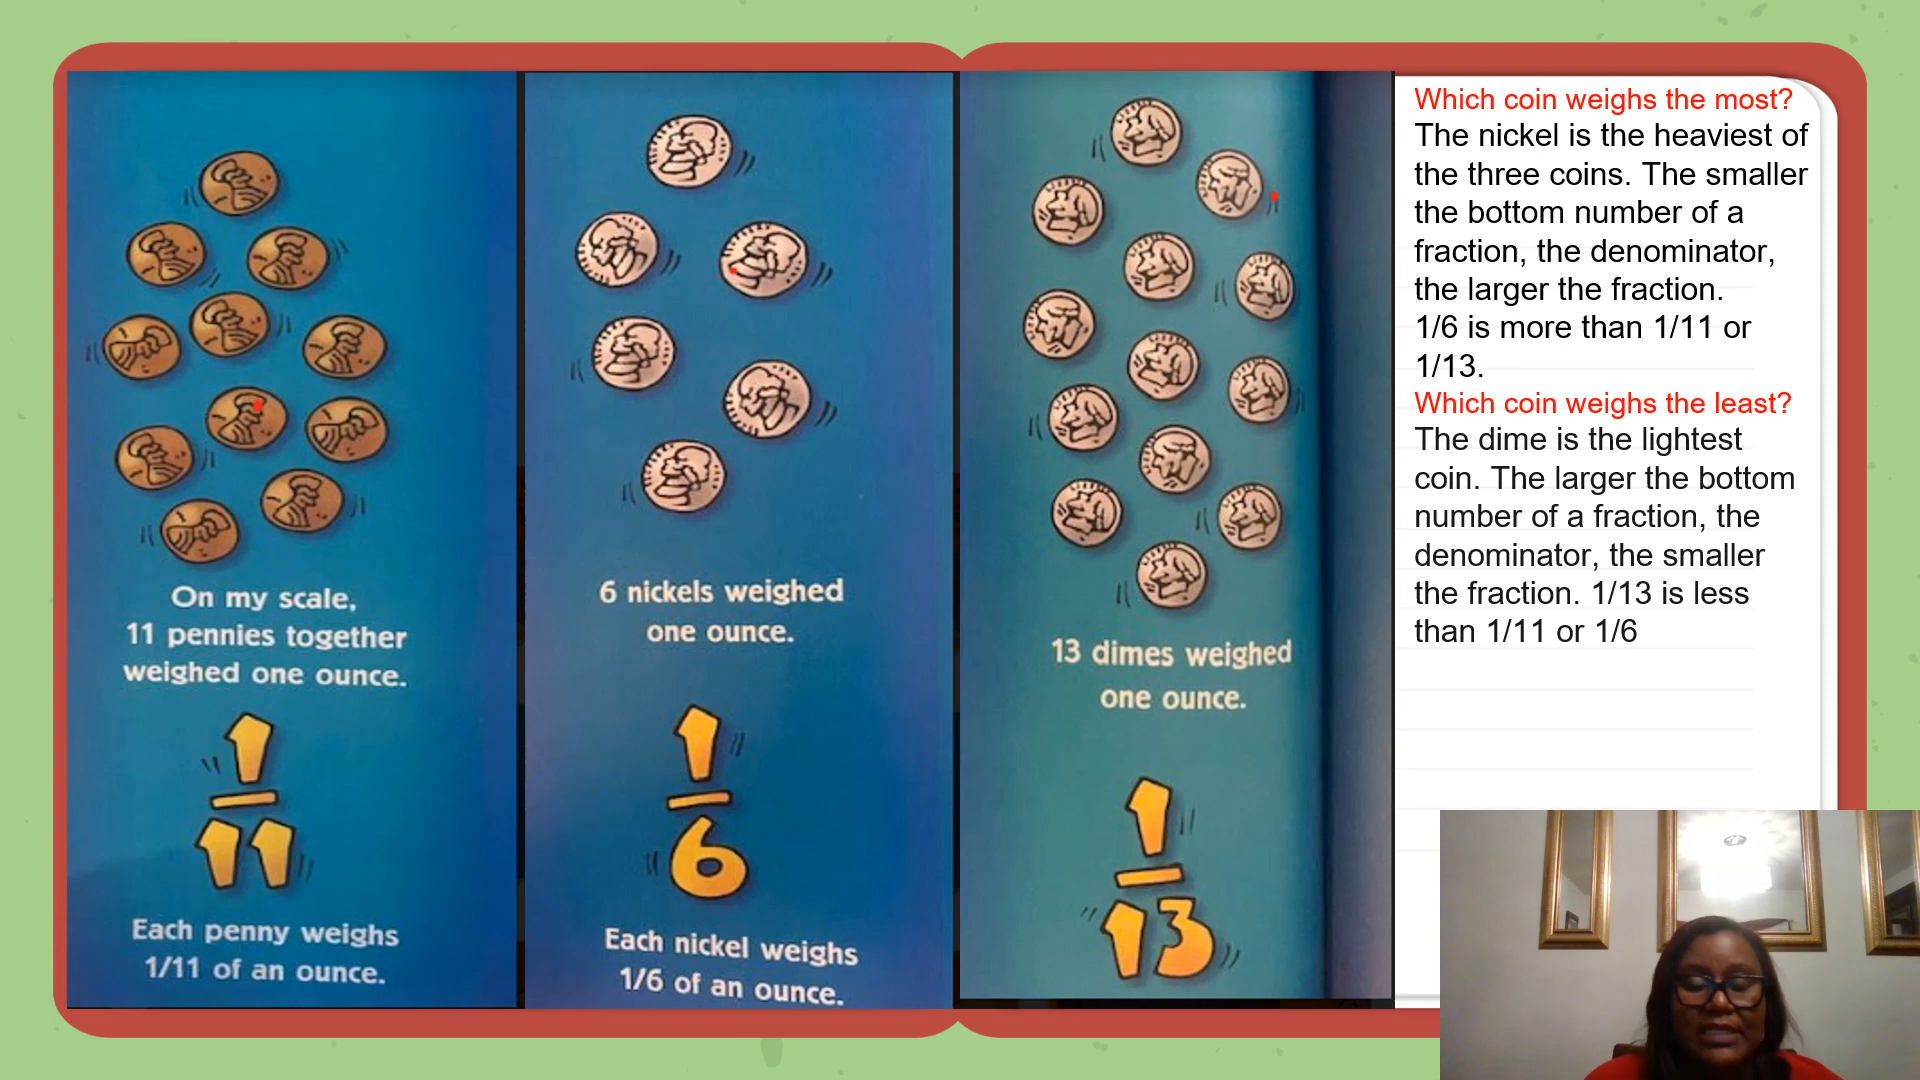 On my scale,
11 pennies together
weighed one ounce.
1
11
Each penny weighs
1/11 of an ounce.
6 nickels weighed
one ounce.
1
6
Each nickel weighs
1/6 of an ounce.
13 dimes weighed
one ounce.
1
13
Which coin weighs the most?
The nickel is the heaviest of
the three coins. The smaller
the bottom number of a
fraction, the denominator,
the larger the fraction.
1/6 is more than 1/11 or
1/13.
Which coin weighs the least?
The dime is the lightest
coin. The larger the bottom
number of a fraction, the
denominator, the smaller
the fraction. 1/13 is less
than 1/11 or 1/6